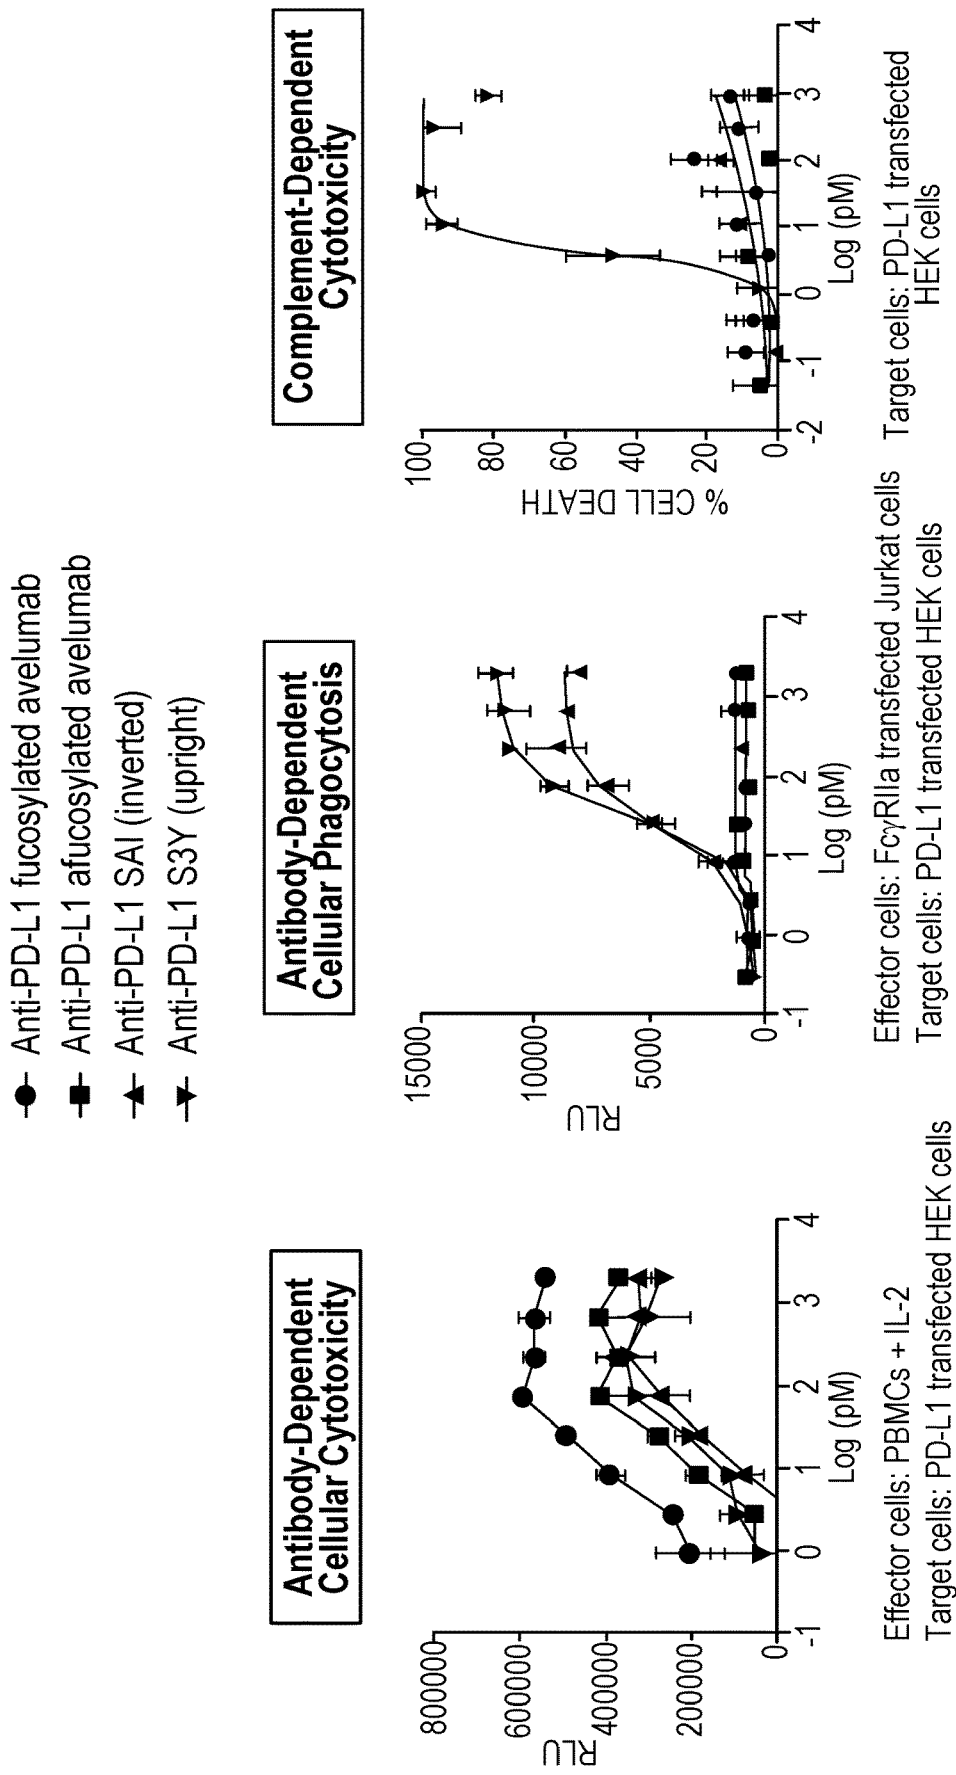 Anti-PD-L1 fucosylated avelumab
Anti-PD-L1 afucosylated avelumab
Anti-PD-L1 SAI (inverted)
Anti-PD-L1 S3Y (upright)
Antibody-Dependent
Cellular Cytotoxicity
800000
600000
400000
200000
0
RLU
-1
0
1
2
3
4
Log (pM)
Effector cells: PBMCs + IL-2
Target cells: PD-L1 transfected HEK cells
Antibody-Dependent
Cellular Phagocytosis
15000
10000
5000
0
RLU
-1
0
1
2
3
4
Log (pM)
Effector cells: FcγRIIa transfected Jurkat cells
Target cells: PD-L1 transfected HEK cells
Complement-Dependent
Cytotoxicity
100
80
60
40
20
0
% CELL DEATH
-2
-1
0
1
2
3
4
Log (pM)
Target cells: PD-L1 transfected
HEK cells